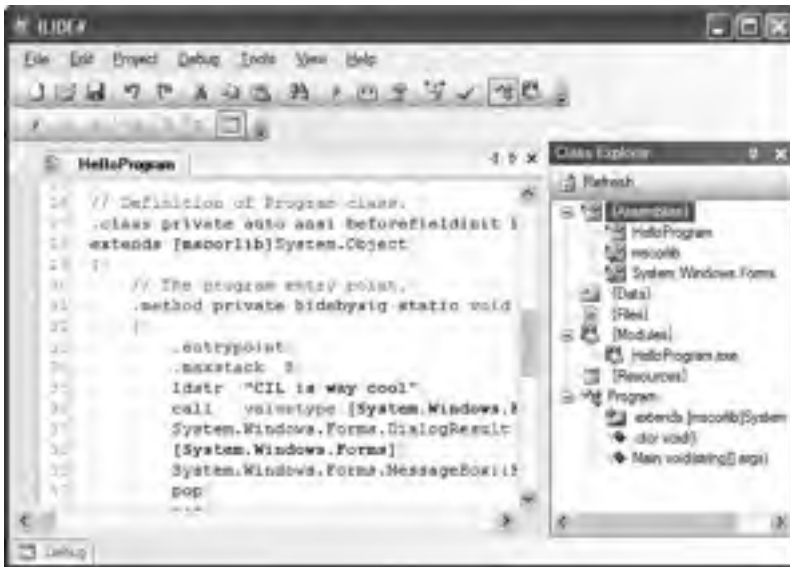 ILIDE#
File Edit Project Debug Tools View Help
HelloProgram
// Definition of Program class.
.class private auto ansi beforefieldinit
extends [mscorlib]System.Object
{
// The program entry point.
.method private hidebysig static void
{
.entrypoint
.maxstack 8
ldstr "CIL is way cool"
call valuetype [System.Windows.F
System.Windows.Forms.DialogResult
[System.Windows.Forms]
System.Windows.Forms.MessageBox::S
pop
Debug
Class Explorer
Refresh
[Assemblies]
HelloProgram
mscorlib
System.Windows.Forms
[Data]
[Files]
[Modules]
HelloProgram.exe
[Resources]
Program
extends [mscorlib]System
.ctor void()
Main void(string[] args)